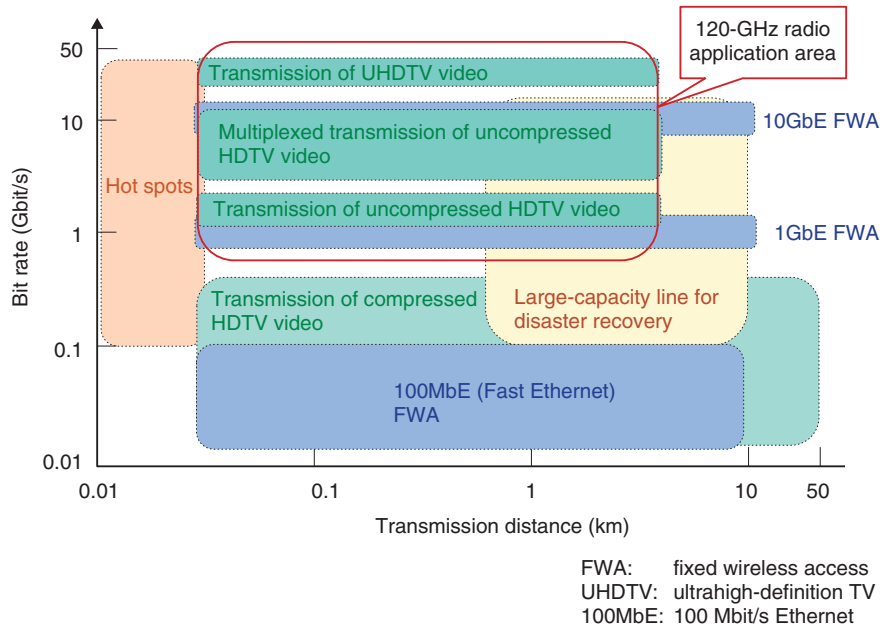 120-GHz radio
application area
50
10
1
0.1
0.01
Bit rate (Gbit/s)
Transmission of UHDTV video
10GbE FWA
Multiplexed transmission of uncompressed
HDTV video
Hot spots
Transmission of uncompressed HDTV video
1GbE FWA
Transmission of compressed
HDTV video
Large-capacity line for
disaster recovery
100MbE (Fast Ethernet)
FWA
0.01
0.1
1
10
50
Transmission distance (km)
FWA: fixed wireless access
UHDTV: ultrahigh-definition TV
100MbE: 100 Mbit/s Ethernet